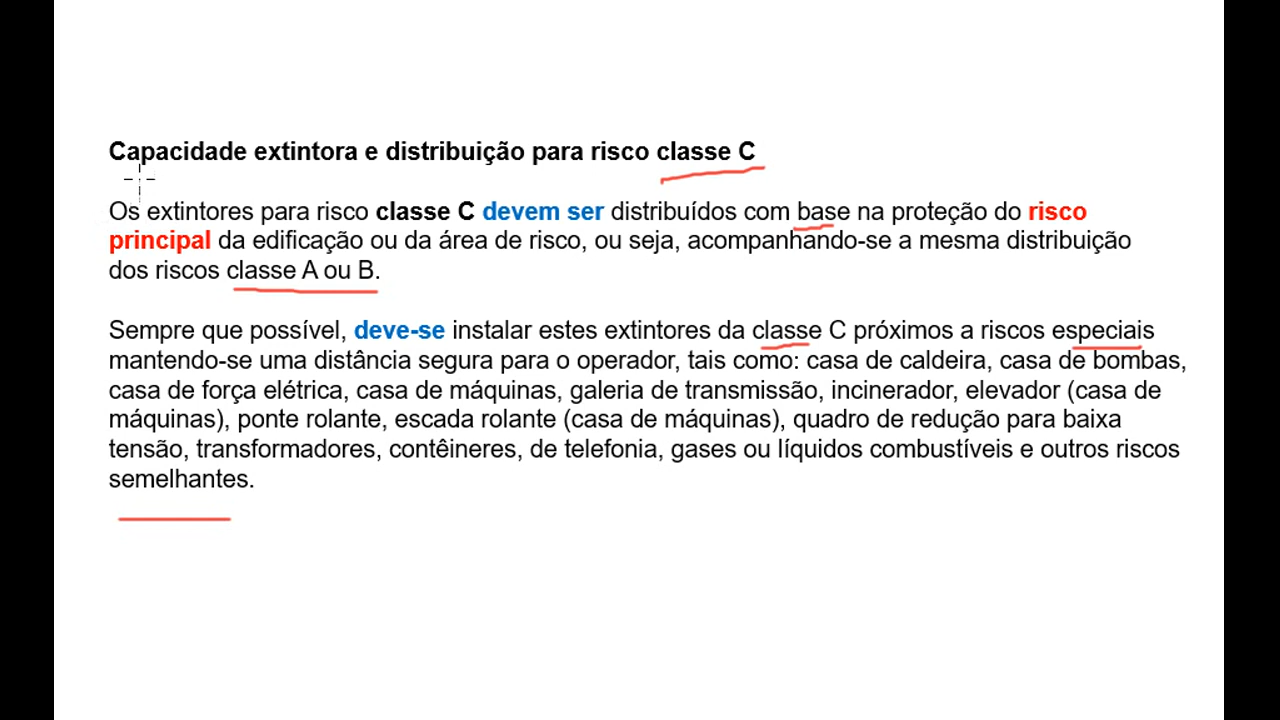 Capacidade extintora e distribuição para risco classe C
Os extintores para risco classe C devem ser distribuídos com base na proteção do risco
principal da edificação ou da área de risco, ou seja, acompanhando-se a mesma distribuição
dos riscos classe A ou B.
Sempre que possível, deve-se instalar estes extintores da classe C próximos a riscos especiais
mantendo-se uma distância segura para o operador, tais como: casa de caldeira, casa de bombas,
casa de força elétrica, casa de máquinas, galeria de transmissão, incinerador, elevador (casa de
máquinas), ponte rolante, escada rolante (casa de máquinas), quadro de redução para baixa
tensão, transformadores, contêineres, de telefonia, gases ou líquidos combustíveis e outros riscos
semelhantes.